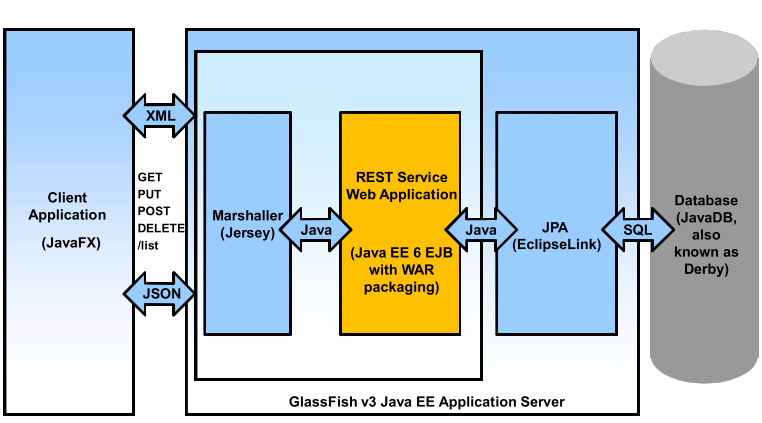 Client
Application
(JavaFX)
XML
GET
PUT
POST
DELETE
/list
JSON
Marshaller
(Jersey)
Java
REST Service
Web Application
(Java EE 6 EJB
with WAR
packaging)
Java
JPA
(EclipseLink)
SQL
Database
(JavaDB,
also
known as
Derby)
GlassFish v3 Java EE Application Server